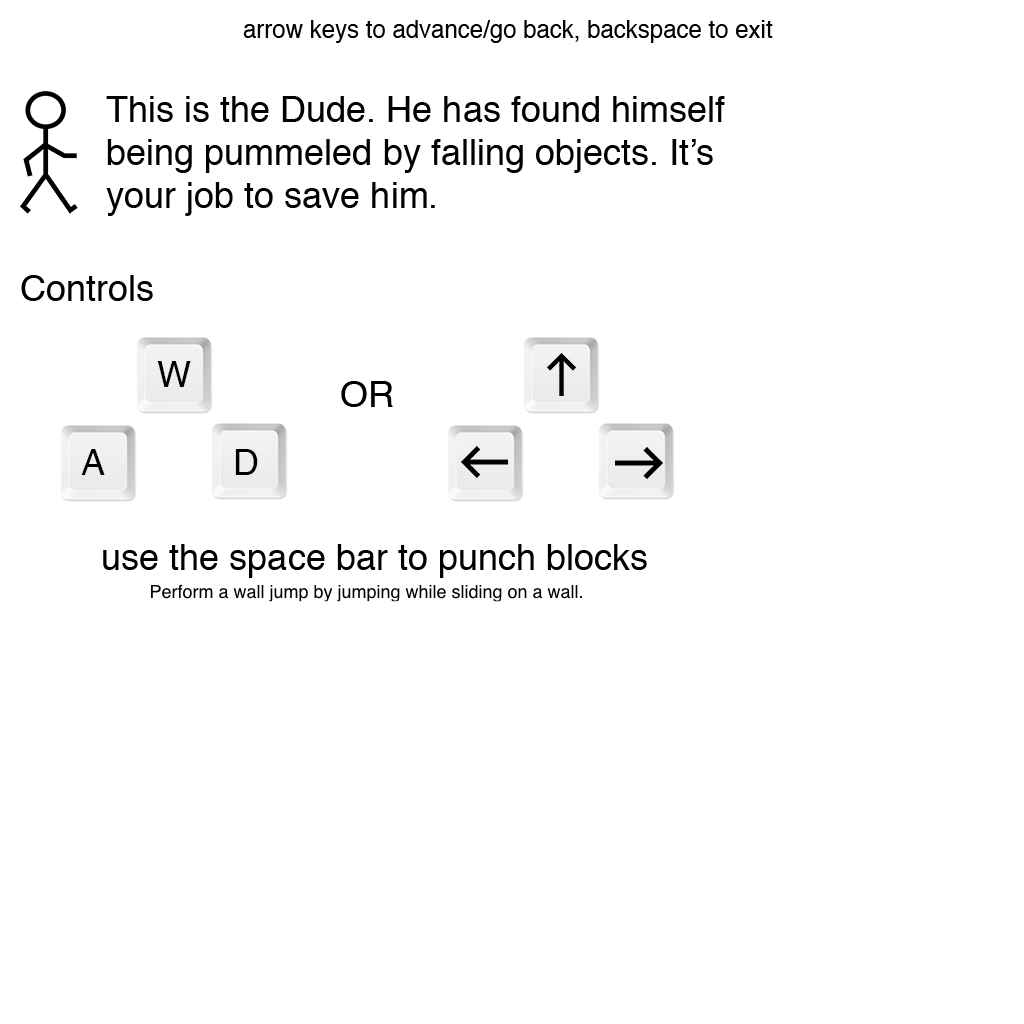 arrow keys to advance/go back, backspace to exit
This is the Dude. He has found himself
being pummeled by falling objects. It’s
your job to save him.
Controls
W
OR
↑
A
D
←
→
use the space bar to punch blocks
Perform a wall jump by jumping while sliding on a wall.